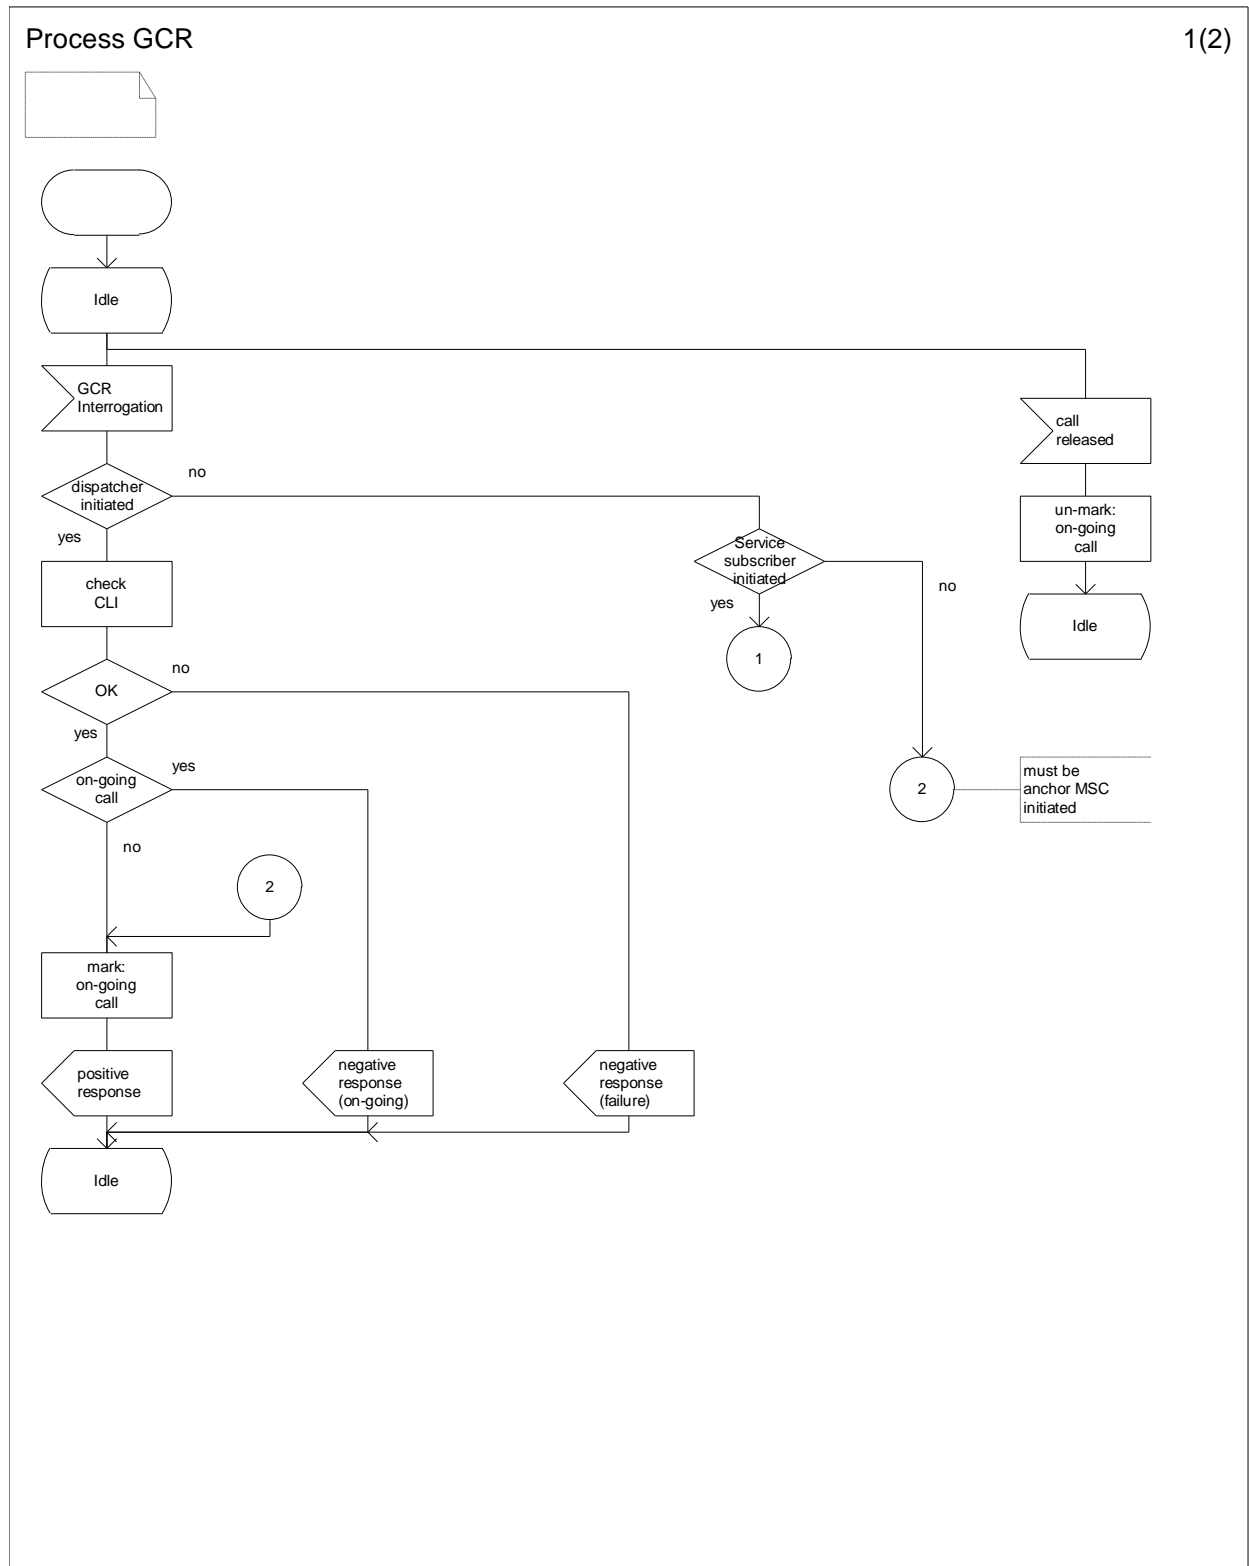 Process GCR
1(2)
Idle
GCR
Interrogation
call
released
no
dispatcher
initiated
yes
un-mark:
on-going
call
Service
subscriber
initiated
no
yes
check
CLI
Idle
1
no
OK
yes
yes
on-going
call
no
2
must be
anchor MSC
initiated
2
mark:
on-going
call
positive
response
negative
response
(on-going)
negative
response
(failure)
Idle